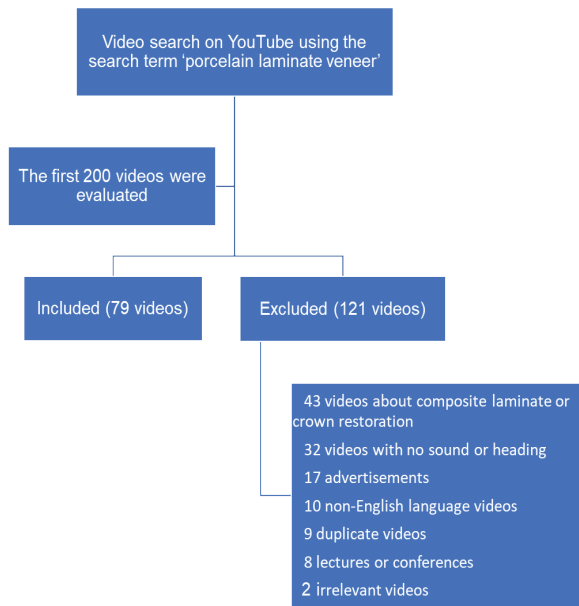 Video search on YouTube using the
search term ‘porcelain laminate veneer’
The first 200 videos were
evaluated
Included (79 videos)
Excluded (121 videos)
43 videos about composite laminate or
crown restoration
32 videos with no sound or heading
17 advertisements
10 non-English language videos
9 duplicate videos
8 lectures or conferences
2 irrelevant videos